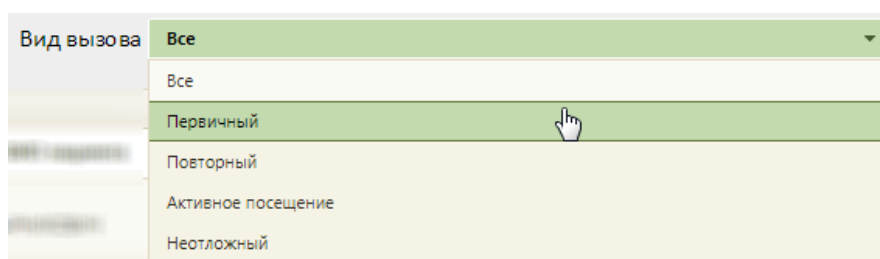 Вид вызова Все
Все
Первичный
Повторный
Активное посещение
Неотложный